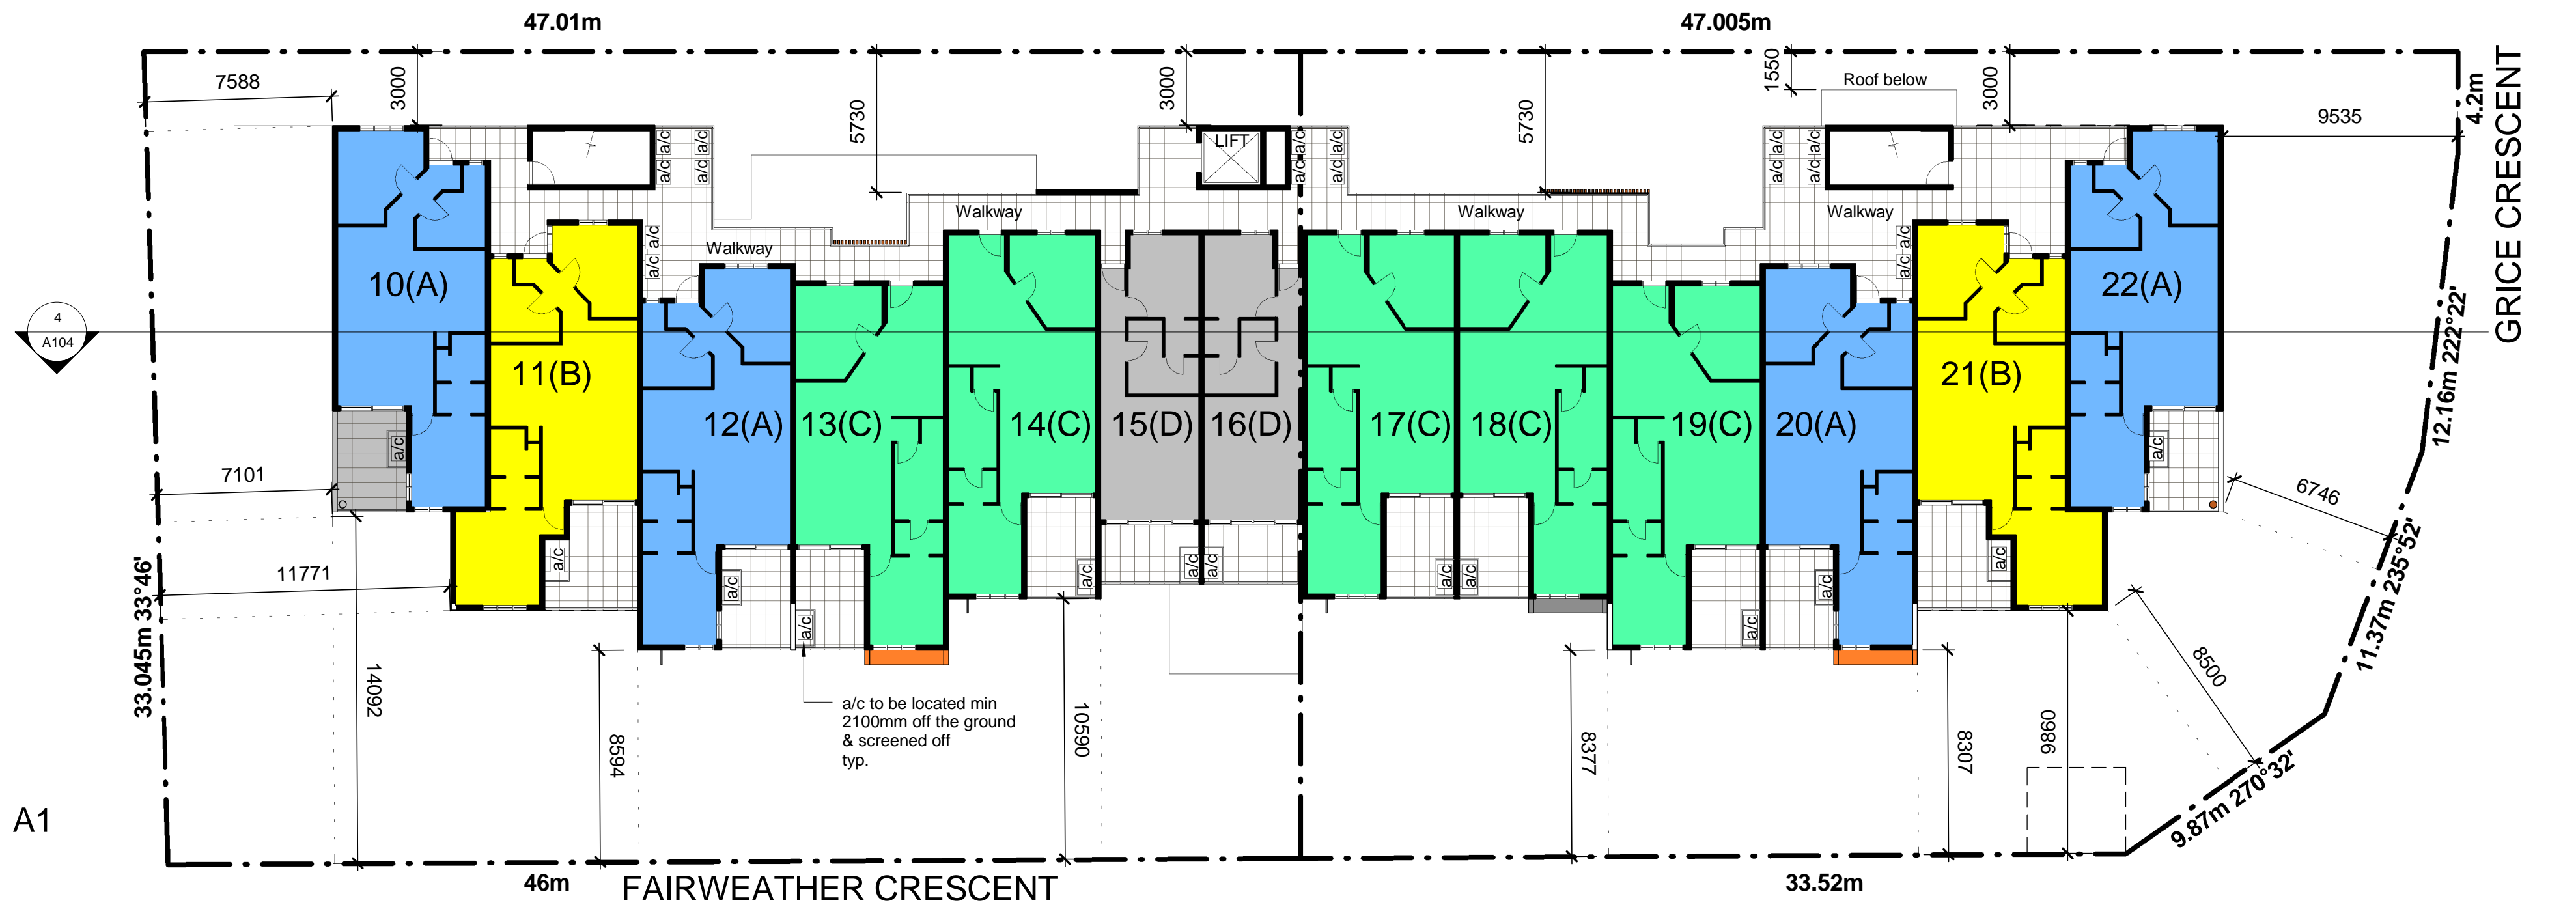 47.01m
47.005m
7588
3000
5730
3000
5730
1550
Roof below
3000
9535
4.2m
GRICE CRESCENT
LIFT
a/c a/c a/c
a/c a/c a/c
a/c a/c a/c
a/c a/c a/c
a/c a/c a/c
a/c a/c a/c
Walkway
Walkway
Walkway
Walkway
a/c a/c
a/c a/c
a/c a/c
a/c a/c
10(A)
22(A)
4
A104
12.16m 222°22'
11(B)
21(B)
12(A)
13(C)
14(C)
15(D)
16(D)
17(C)
18(C)
19(C)
20(A)
a/c
a/c
7101
6746
11771
33.045m 33°46'
11.37m 235°52'
a/c
a/c
a/c
a/c
a/c
a/c
a/c
a/c
a/c
a/c
a/c
a/c
14092
8594
10590
8377
8307
9860
8500
a/c to be located min
2100mm off the ground
& screened off
typ.
9.87m 270°32'
A1
46m
FAIRWEATHER CRESCENT
33.52m